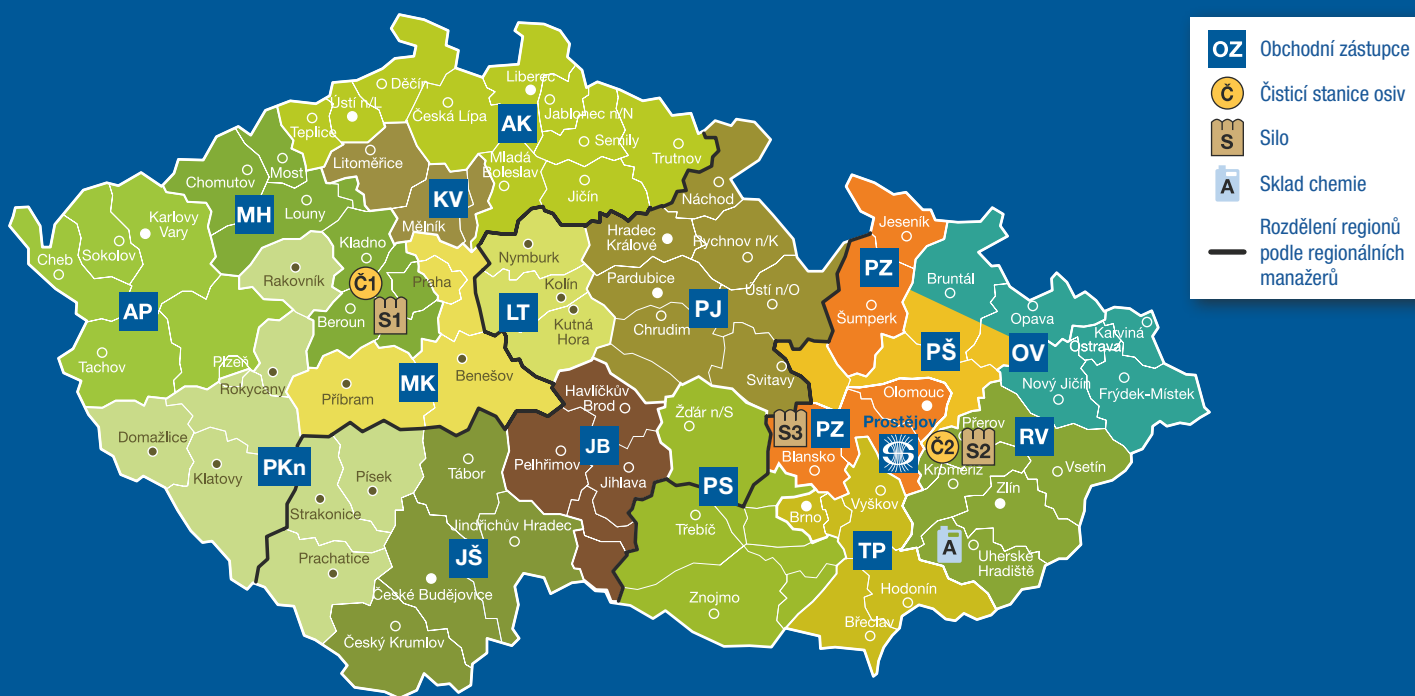 OZ Obchodní zástupce
Č Čisticí stanice osiv
S Silo
A Sklad chemie
Rozdělení regionů
podle regionálních
manažerů
Děčín
Ústí n/L
Teplice
Česká Lípa
Liberec
AK
Jablonec n/N
Semily
Trutnov
Mladá
Boleslav
Jičín
Litoměřice
KV
Mělník
Most
Chomutov
MH
Louny
Karlovy
Vary
Sokolov
Cheb
AP
Tachov
Kladno
Rakovník
Č1
S1
Beroun
Praha
Plzeň
Rokycany
MK
Příbram
Benešov
Nymburk
Kolín
LT
Kutná
Hora
Náchod
Hradec
Králové
Rychnov n/K
Pardubice
Ústí n/O
PJ
Chrudim
Svitavy
Jeseník
PZ
Šumperk
Bruntál
Opava
Karviná
Ostrava
OV
PŠ
Nový Jičín
Frýdek-Místek
Olomouc
Prostějov
Přerov
S3
PZ
Blansko
S
Č2
S2
RV
Kroměříž
Vsetín
Zlín
A
Uherské
Hradiště
Domažlice
Klatovy
PKn
Písek
Strakonice
Prachatice
Tábor
Jindřichův Hradec
JŠ
České Budějovice
Český Krumlov
Havlíčkův
Brod
JB
Pelhřimov
Jihlava
Žďár n/S
PS
Třebíč
Znojmo
Brno
Vyškov
TP
Hodonín
Břeclav